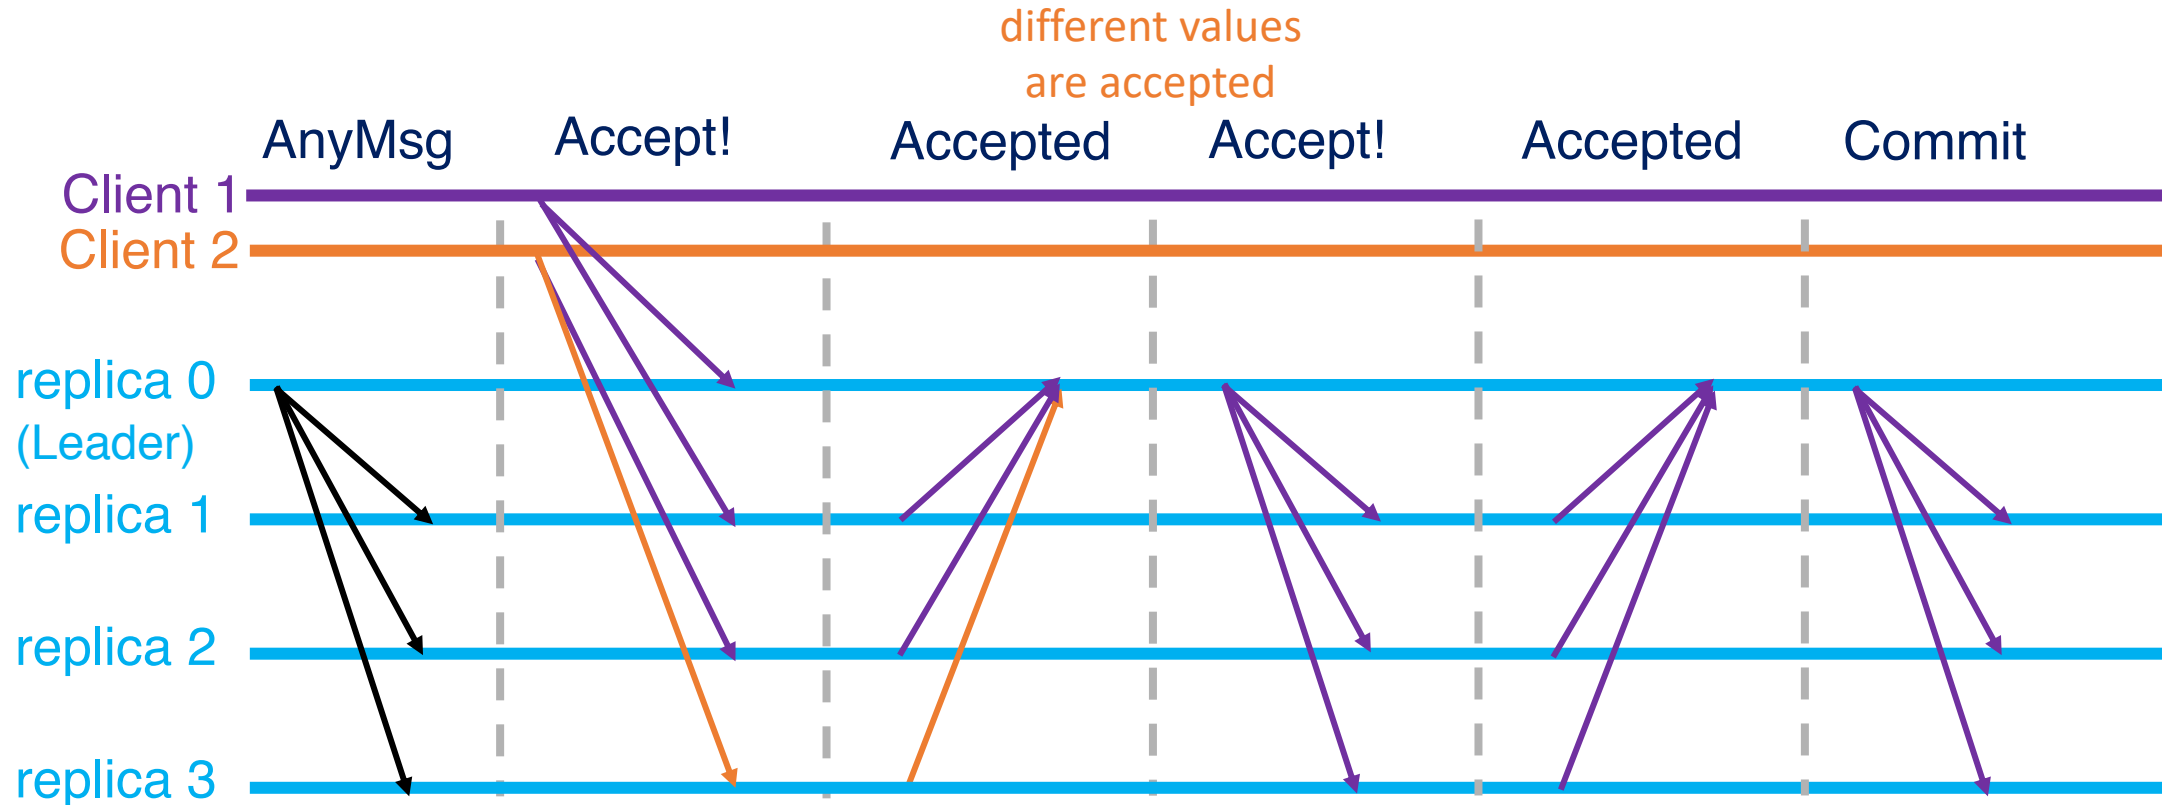 different values
are accepted
AnyMsg
Accept!
Accepted
Accept!
Accepted
Commit
Client 1
Client 2
replica 0
(Leader)
replica 1
replica 2
replica 3